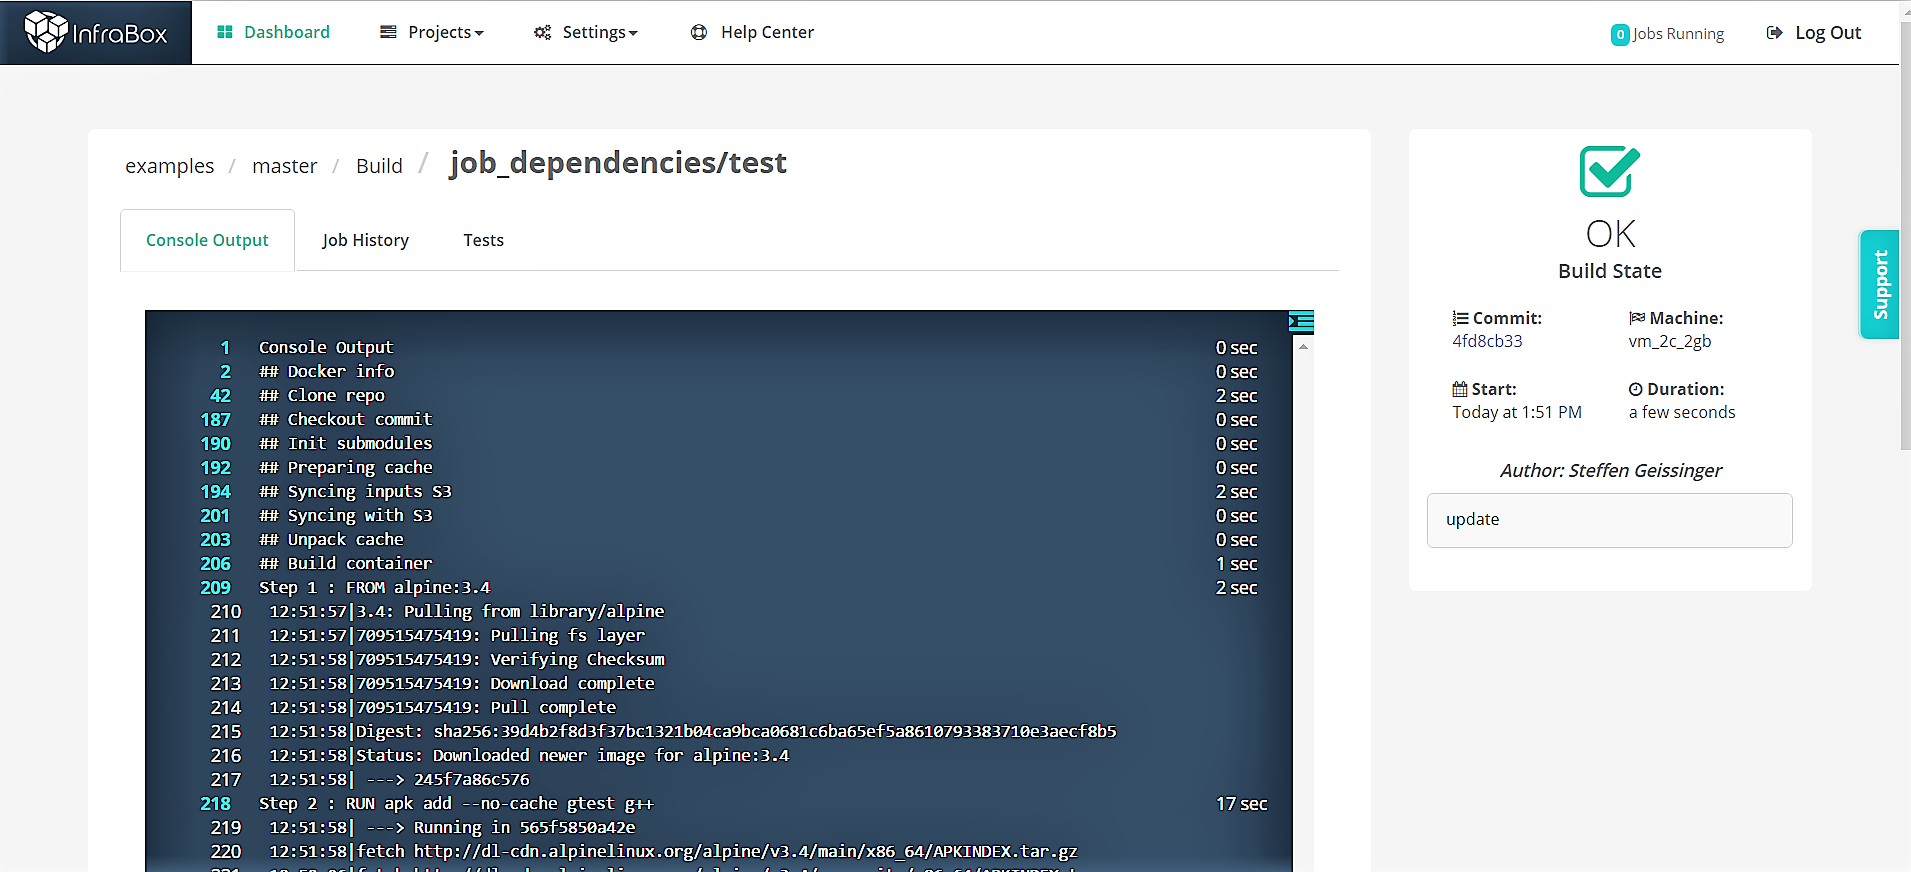 InfraBox
Dashboard
Projects
Settings
Help Center
0 Jobs Running
Log Out
examples / master / Build / job_dependencies/test
Console Output
Job History
Tests
1 Console Output 0 sec
2 ## Docker info 0 sec
42 ## Clone repo 2 sec
187 ## Checkout commit 0 sec
190 ## Init submodules 0 sec
192 ## Preparing cache 0 sec
194 ## Syncing inputs S3 2 sec
201 ## Syncing with S3 0 sec
203 ## Unpack cache 0 sec
206 ## Build container 1 sec
209 Step 1 : FROM alpine:3.4 2 sec
210 12:51:57|3.4: Pulling from library/alpine
211 12:51:57|709515475419: Pulling fs layer
212 12:51:58|709515475419: Verifying Checksum
213 12:51:58|709515475419: Download complete
214 12:51:58|709515475419: Pull complete
215 12:51:58|Digest: sha256:39d4b2f8d3f37bc1321b04ca9bca0681c6ba65ef5a8610793383710e3aecf8b5
216 12:51:58|Status: Downloaded newer image for alpine:3.4
217 12:51:58| ---> 245f7a86c576
218 Step 2 : RUN apk add --no-cache gtest g++ 17 sec
219 12:51:58| ---> Running in 565f5850a42e
220 12:51:58|fetch http://dl-cdn.alpinelinux.org/alpine/v3.4/main/x86_64/APKINDEX.tar.gz
OK
Build State
Commit:
4fd8cb33
Machine:
vm_2c_2gb
Start:
Today at 1:51 PM
Duration:
a few seconds
Author: Steffen Geissinger
update
Support